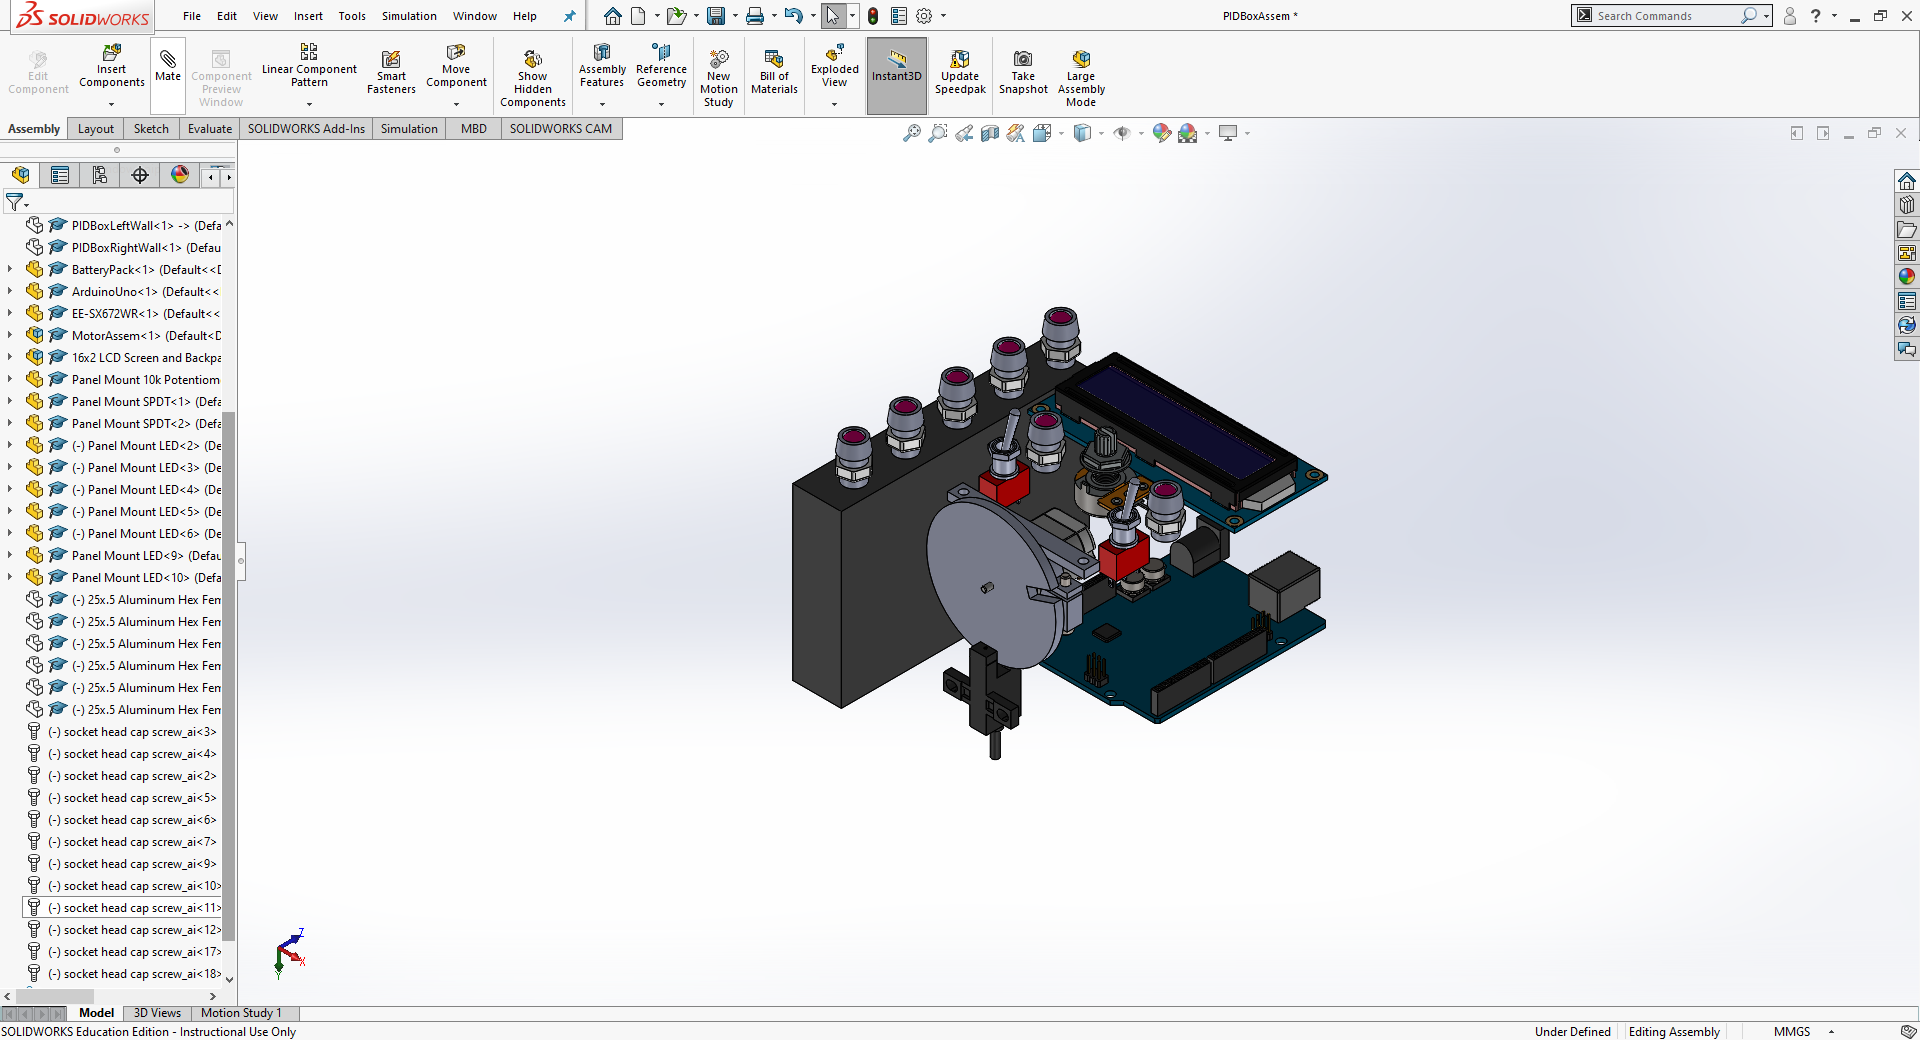 SOLIDWORKS
File Edit View Insert Tools Simulation Window Help
PIDBoxAssem *
Search Commands
Edit Component
Insert Components
Mate
Component Preview Window
Linear Component Pattern
Smart Fasteners
Move Component
Show Hidden Components
Assembly Features
Reference Geometry
New Motion Study
Bill of Materials
Exploded View
Instant3D
Update Speedpak
Take Snapshot
Large Assembly Mode
Assembly Layout Sketch Evaluate SOLIDWORKS Add-Ins Simulation MBD SOLIDWORKS CAM
PIDBoxLeftWall<1> -> (Defa
PIDBoxRightWall<1> (Defau
BatteryPack<1> (Default<<D
ArduinoUno<1> (Default<<
EE-SX672WR<1> (Default<<
MotorAssem<1> (Default<D
16x2 LCD Screen and Backpa
Panel Mount 10k Potentiom
Panel Mount SPDT<1> (Defa
Panel Mount SPDT<2> (Defa
(-) Panel Mount LED<2> (De
(-) Panel Mount LED<3> (De
(-) Panel Mount LED<4> (De
(-) Panel Mount LED<5> (De
(-) Panel Mount LED<6> (De
Panel Mount LED<9> (Defau
Panel Mount LED<10> (Defa
(-) 25x.5 Aluminum Hex Fem
(-) 25x.5 Aluminum Hex Fem
(-) 25x.5 Aluminum Hex Fem
(-) 25x.5 Aluminum Hex Fem
(-) 25x.5 Aluminum Hex Fem
(-) 25x.5 Aluminum Hex Fem
(-) socket head cap screw_ai<3>
(-) socket head cap screw_ai<4>
(-) socket head cap screw_ai<2>
(-) socket head cap screw_ai<5>
(-) socket head cap screw_ai<6>
(-) socket head cap screw_ai<7>
(-) socket head cap screw_ai<9>
(-) socket head cap screw_ai<10>
(-) socket head cap screw_ai<11>
(-) socket head cap screw_ai<12>
(-) socket head cap screw_ai<17>
(-) socket head cap screw_ai<18>
Z
X
Y
Model 3D Views Motion Study 1
SOLIDWORKS Education Edition - Instructional Use Only
Under Defined Editing Assembly MMGS